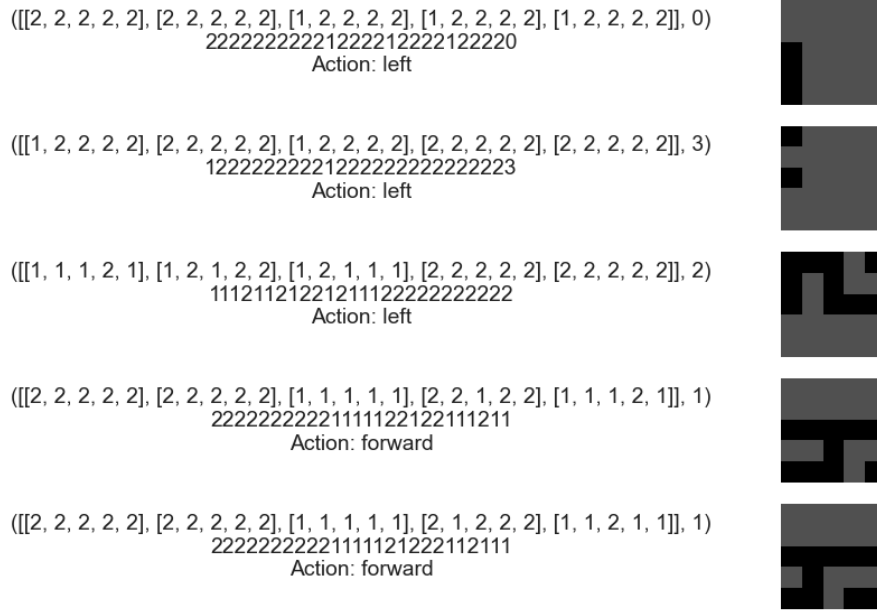 ([[2, 2, 2, 2, 2], [2, 2, 2, 2, 2], [1, 2, 2, 2, 2], [1, 2, 2, 2, 2], [1, 2, 2, 2, 2]], 0)
22222222221222212222122220
Action: left
([[1, 2, 2, 2, 2], [2, 2, 2, 2, 2], [1, 2, 2, 2, 2], [2, 2, 2, 2, 2], [2, 2, 2, 2, 2]], 3)
12222222221222222222222223
Action: left
([[1, 1, 1, 2, 1], [1, 2, 1, 2, 2], [1, 2, 1, 1, 1], [2, 2, 2, 2, 2], [2, 2, 2, 2, 2]], 2)
11121121221211122222222222
Action: left
([[2, 2, 2, 2, 2], [2, 2, 2, 2, 2], [1, 1, 1, 1, 1], [2, 2, 1, 2, 2], [1, 1, 1, 2, 1]], 1)
22222222221111122122111211
Action: forward
([[2, 2, 2, 2, 2], [2, 2, 2, 2, 2], [1, 1, 1, 1, 1], [2, 1, 2, 2, 2], [1, 1, 2, 1, 1]], 1)
22222222221111121222112111
Action: forward